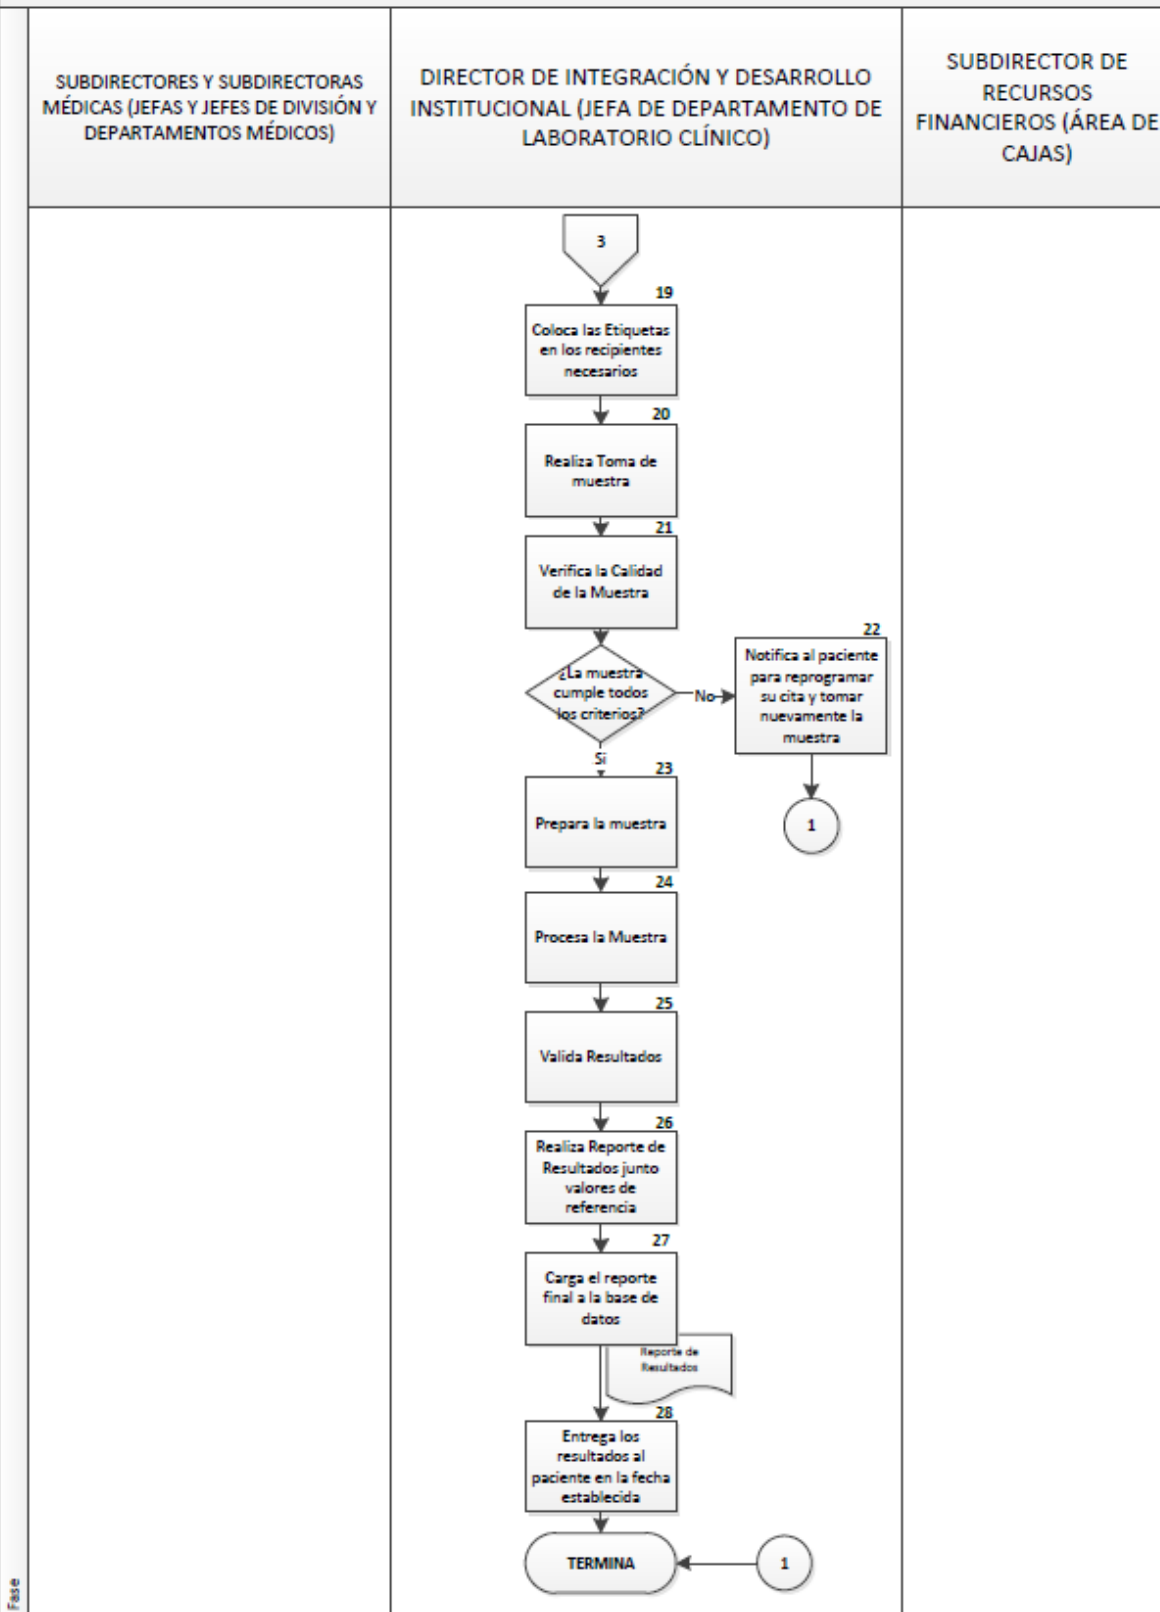 SUBDIRECTORES Y SUBDIRECTORAS
MÉDICAS (JEFAS Y JEFES DE DIVISIÓN Y
DEPARTAMENTOS MÉDICOS)
DIRECTOR DE INTEGRACIÓN Y DESARROLLO
INSTITUCIONAL (JEFA DE DEPARTAMENTO DE
LABORATORIO CLÍNICO)
SUBDIRECTOR DE
RECURSOS
FINANCIEROS (ÁREA DE
CAJAS)
3
19
Coloca las Etiquetas
en los recipientes
necesarios
20
Realiza Toma de
muestra
21
Verifica la Calidad
de la Muestra
¿La muestra
cumple todos
los criterios?
No
22
Notifica al paciente
para reprogramar
su cita y tomar
nuevamente la
muestra
1
Si
23
Prepara la muestra
24
Procesa la Muestra
25
Valida Resultados
26
Realiza Reporte de
Resultados junto
valores de
referencia
27
Carga el reporte
final a la base de
datos
Reporte de
Resultados
28
Entrega los
resultados al
paciente en la fecha
establecida
TERMINA
1
Fase